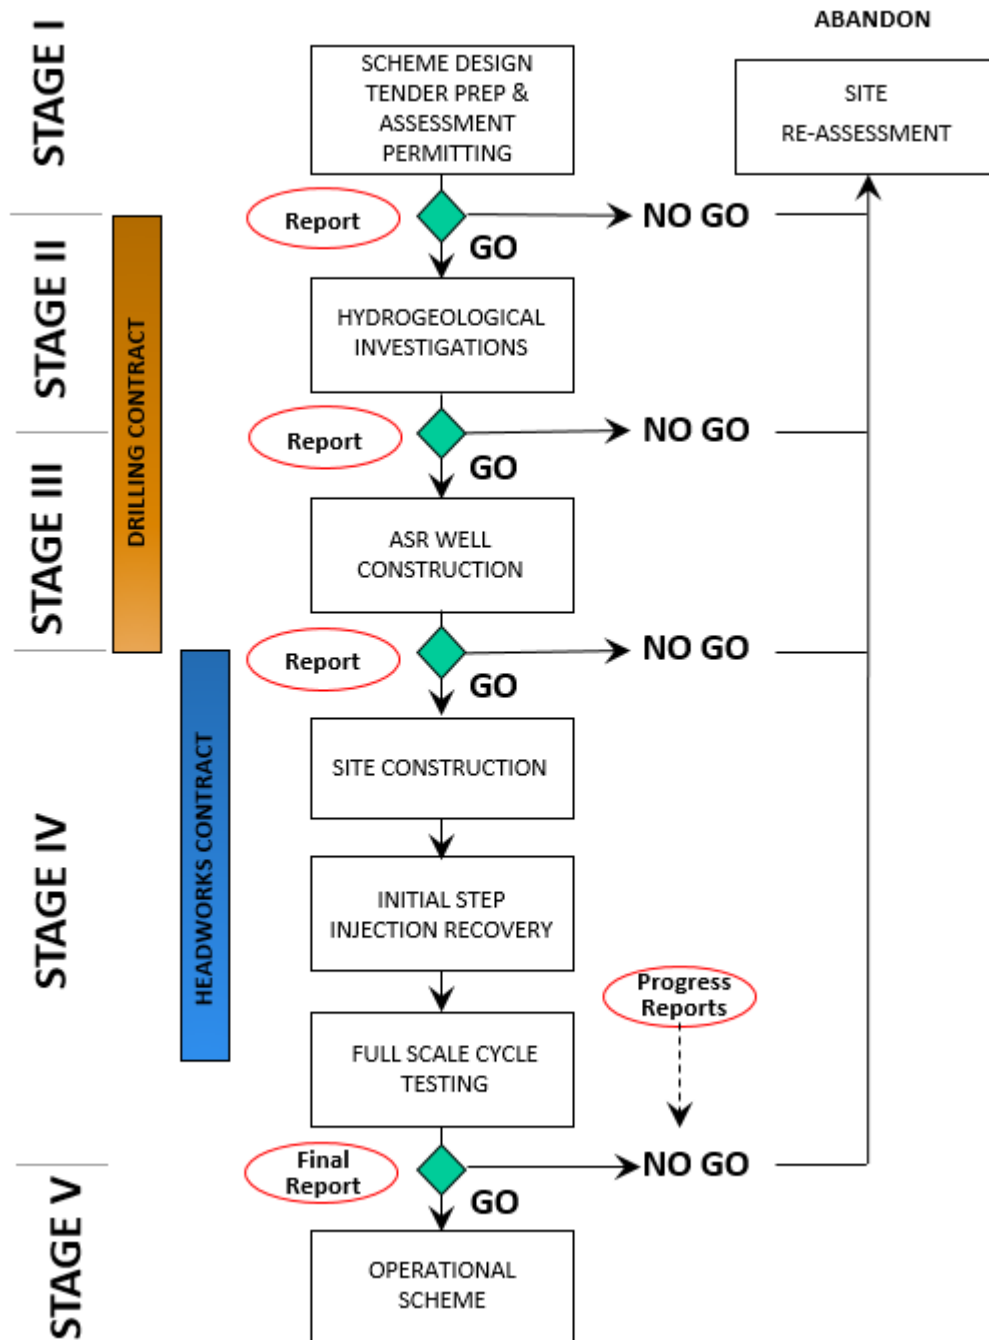 STAGE I
ABANDON
SCHEME DESIGN
TENDER PREP &
ASSESSMENT
PERMITTING
SITE
RE-ASSESSMENT
Report
NO GO
GO
STAGE II
DRILLING CONTRACT
HYDROGEOLOGICAL
INVESTIGATIONS
Report
NO GO
GO
STAGE III
ASR WELL
CONSTRUCTION
Report
NO GO
GO
STAGE IV
HEADWORKS CONTRACT
SITE CONSTRUCTION
INITIAL STEP
INJECTION RECOVERY
Progress
Reports
FULL SCALE CYCLE
TESTING
Final
Report
NO GO
GO
STAGE V
OPERATIONAL
SCHEME